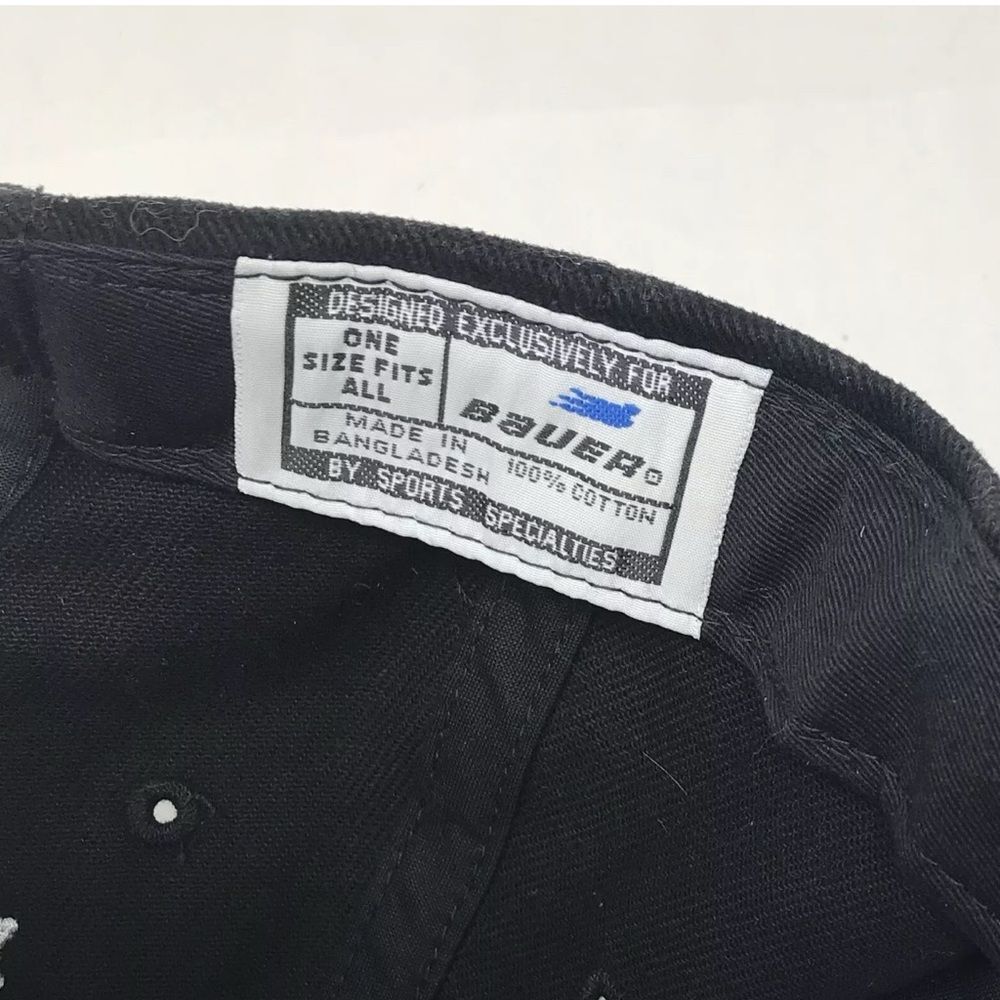 DESIGNED EXCLUSIVELY FOR
ONE
SIZE FITS
ALL
BAUER
MADE IN
BANGLADESH
100% COTTON
BY SPORTS SPECIALTIES